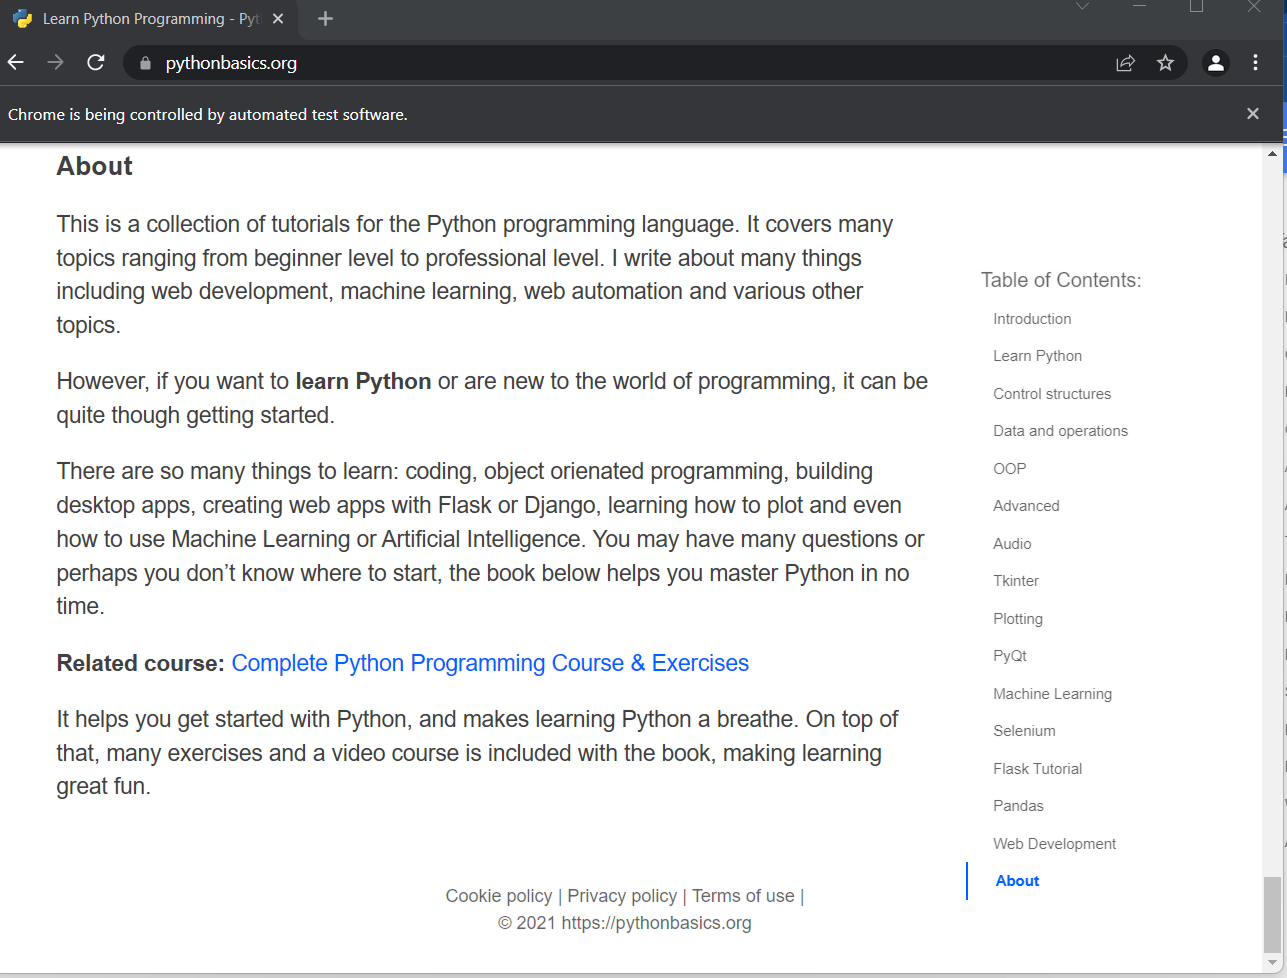 Learn Python Programming - Pyt
pythonbasics.org
Chrome is being controlled by automated test software.
About
This is a collection of tutorials for the Python programming language. It covers many
topics ranging from beginner level to professional level. I write about many things
including web development, machine learning, web automation and various other
topics.
However, if you want to learn Python or are new to the world of programming, it can be
quite though getting started.
There are so many things to learn: coding, object orienated programming, building
desktop apps, creating web apps with Flask or Django, learning how to plot and even
how to use Machine Learning or Artificial Intelligence. You may have many questions or
perhaps you don’t know where to start, the book below helps you master Python in no
time.
Related course: Complete Python Programming Course & Exercises
It helps you get started with Python, and makes learning Python a breathe. On top of
that, many exercises and a video course is included with the book, making learning
great fun.
Table of Contents:
Introduction
Learn Python
Control structures
Data and operations
OOP
Advanced
Audio
Tkinter
Plotting
PyQt
Machine Learning
Selenium
Flask Tutorial
Pandas
Web Development
About
Cookie policy | Privacy policy | Terms of use |
© 2021 https://pythonbasics.org